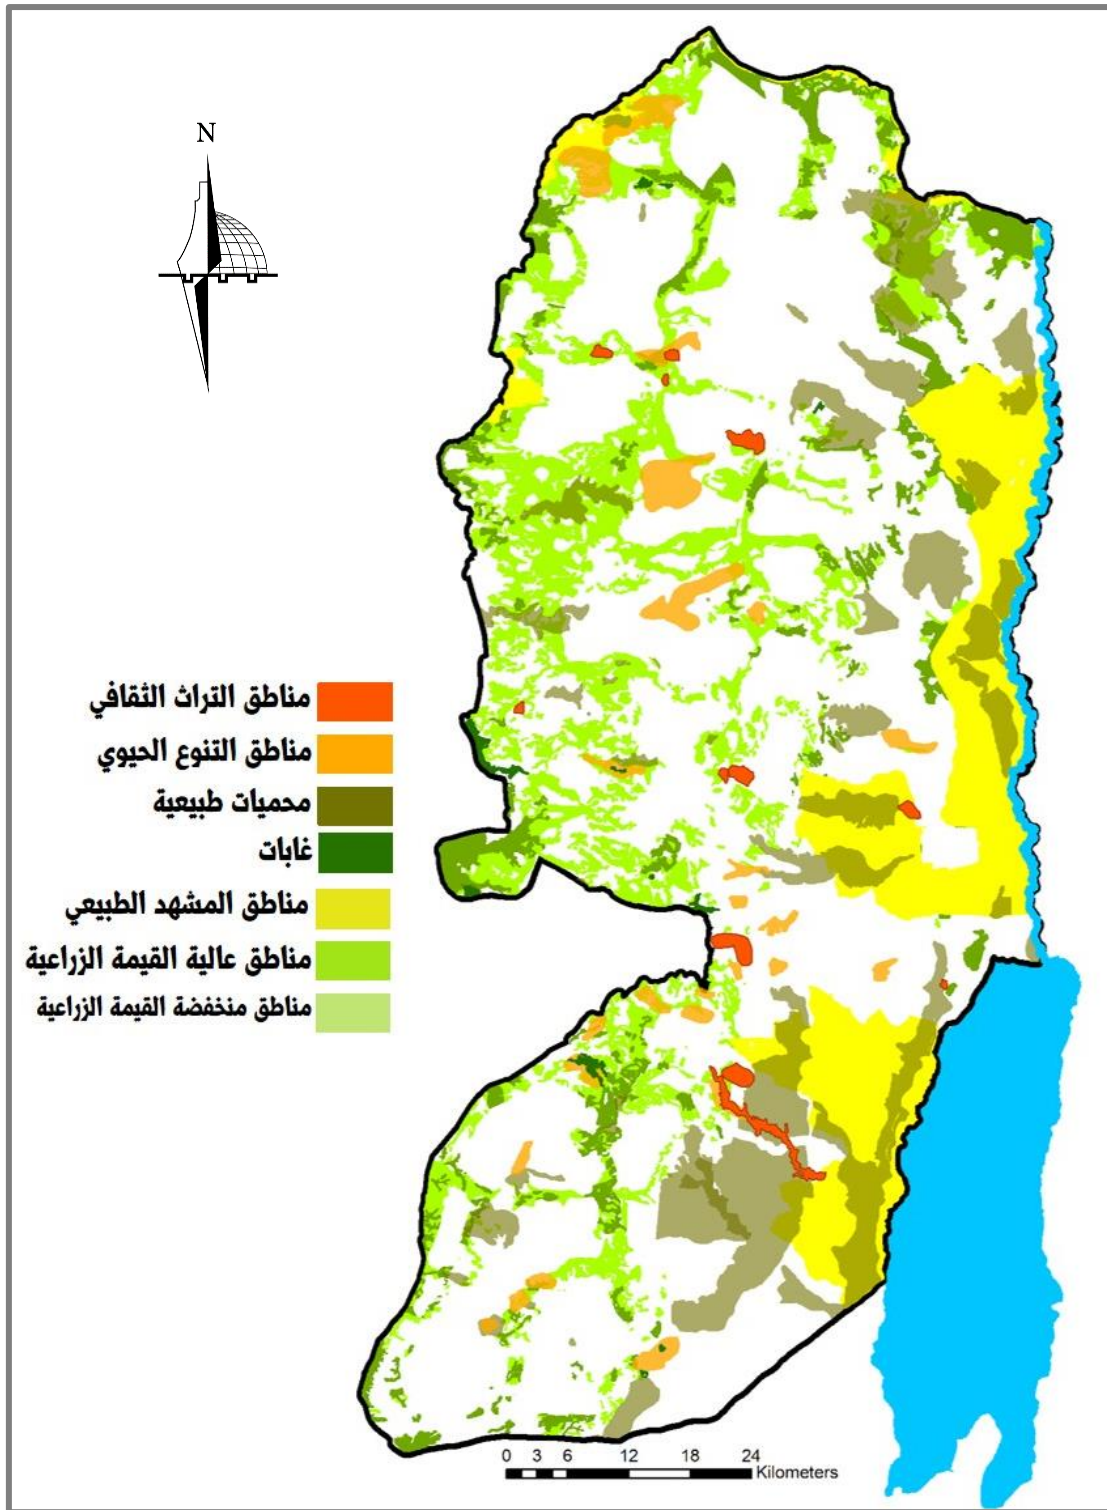 N
مناطق التراث الثقافي
مناطق التنوع الحيوي
محميات طبيعية
غابات
مناطق المشهد الطبيعي
مناطق عالية القيمة الزراعية
مناطق منخفضة القيمة الزراعية
0 3 6 12 18 24
Kilometers